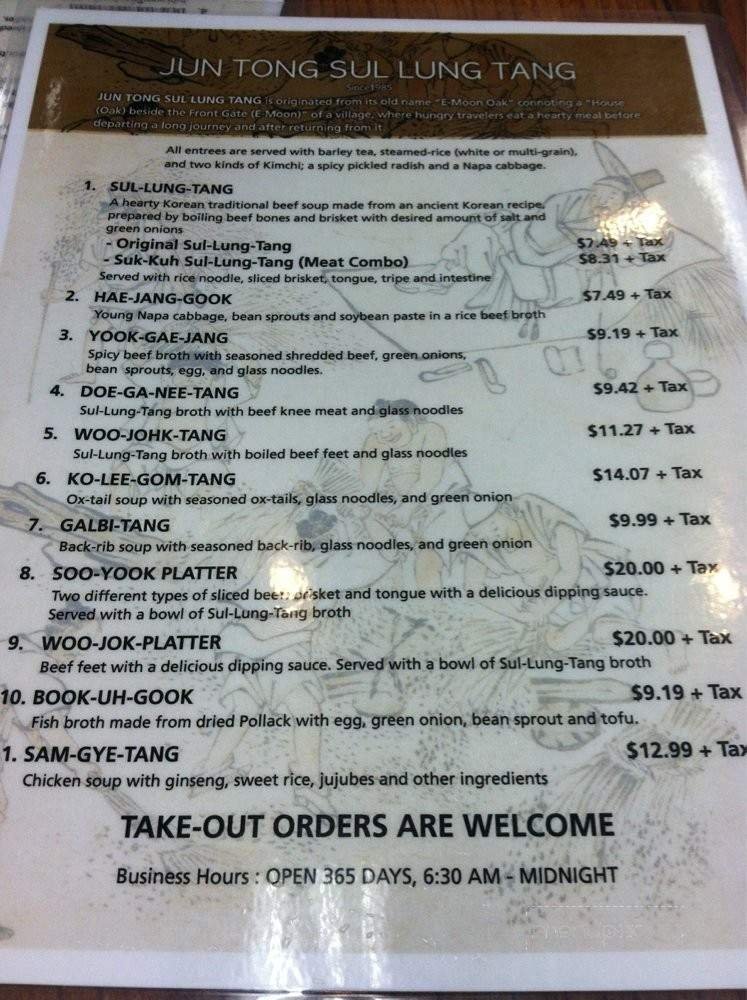 JUN TONG SUL LUNG TANG
Since1985
JUN TONG SUL LUNG TANG is originated from its old name "E-Moon Oak" connoting a "House
(Oak) beside the Front Gate (E-Moon)" of a village, where hungry travelers eat a hearty meal before
departing a long journey and after returning from it.
All entrees are served with barley tea, steamed-rice (white or multi-grain),
and two kinds of Kimchi; a spicy pickled radish and a Napa cabbage.
1. SUL-LUNG-TANG
A hearty Korean traditional beef soup made from an ancient Korean recipe,
prepared by boiling beef bones and brisket with desired amount of salt and
green onions
- Original Sul-Lung-Tang $7.49 + Tax
- Suk-Kuh Sul-Lung-Tang (Meat Combo) $8.31 + Tax
Served with rice noodle, sliced brisket, tongue, tripe and intestine
2. HAE-JANG-GOOK $7.49 + Tax
Young Napa cabbage, bean sprouts and soybean paste in a rice beef broth
3. YOOK-GAE-JANG $9.19 + Tax
Spicy beef broth with seasoned shredded beef, green onions,
bean sprouts, egg, and glass noodles.
4. DOE-GA-NEE-TANG $9.42 + Tax
Sul-Lung-Tang broth with beef knee meat and glass noodles
5. WOO-JOHK-TANG $11.27 + Tax
Sul-Lung-Tang broth with boiled beef feet and glass noodles
6. KO-LEE-GOM-TANG $14.07 + Tax
Ox-tail soup with seasoned ox-tails, glass noodles, and green onion
7. GALBI-TANG $9.99 + Tax
Back-rib soup with seasoned back-rib, glass noodles, and green onion
8. SOO-YOOK PLATTER $20.00 + Tax
Two different types of sliced beef: brisket and tongue with a delicious dipping sauce.
Served with a bowl of Sul-Lung-Tang broth
9. WOO-JOK-PLATTER $20.00 + Tax
Beef feet with a delicious dipping sauce. Served with a bowl of Sul-Lung-Tang broth
10. BOOK-UH-GOOK $9.19 + Tax
Fish broth made from dried Pollack with egg, green onion, bean sprout and tofu.
1. SAM-GYE-TANG $12.99 + Tax
Chicken soup with ginseng, sweet rice, jujubes and other ingredients
TAKE-OUT ORDERS ARE WELCOME
Business Hours : OPEN 365 DAYS, 6:30 AM - MIDNIGHT
menupix